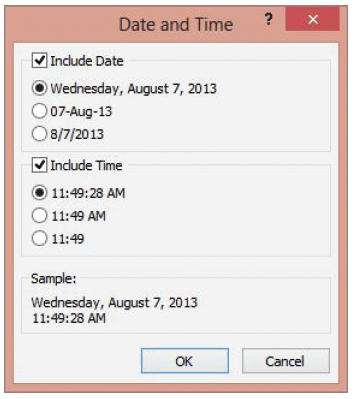 Date and Time ? ×
Include Date
Wednesday, August 7, 2013
07-Aug-13
8/7/2013
Include Time
11:49:28 AM
11:49 AM
11:49
Sample:
Wednesday, August 7, 2013
11:49:28 AM
OK Cancel